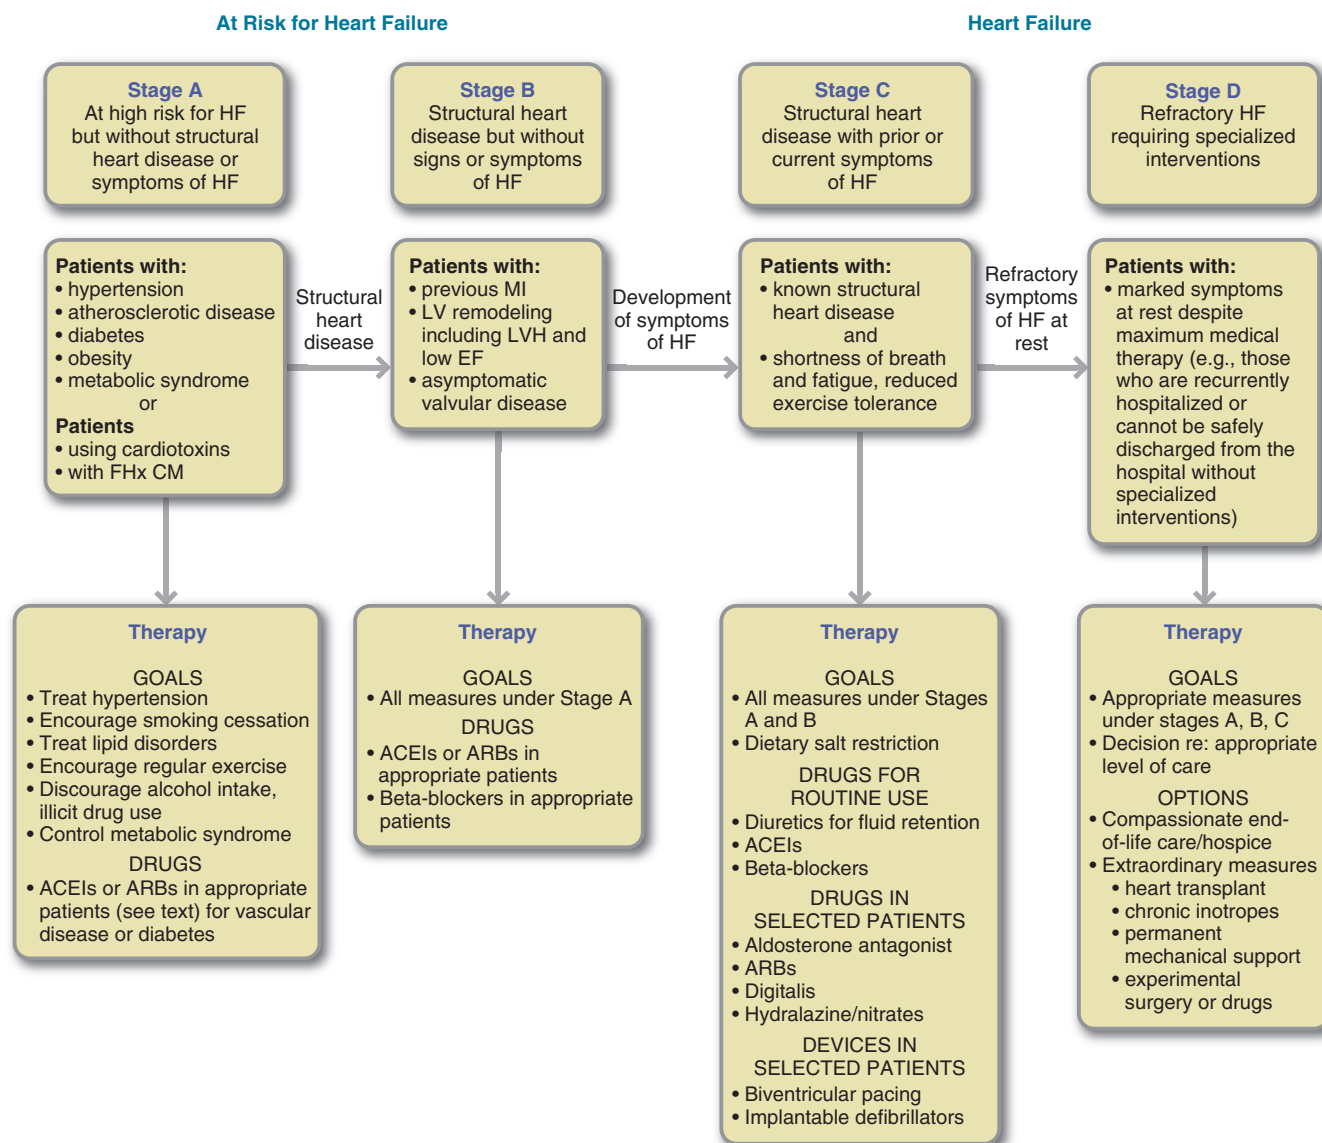 At Risk for Heart Failure
Heart Failure
Stage A
At high risk for HF
but without structural
heart disease or
symptoms of HF
Stage B
Structural heart
disease but without
signs or symptoms
of HF
Stage C
Structural heart
disease with prior or
current symptoms
of HF
Stage D
Refractory HF
requiring specialized
interventions
Patients with:
• hypertension
• atherosclerotic disease
• diabetes
• obesity
• metabolic syndrome
or
Patients
• using cardiotoxins
• with FHx CM
Structural
heart
disease
Patients with:
• previous MI
• LV remodeling
including LVH and
low EF
• asymptomatic
valvular disease
Development
of symptoms
of HF
Patients with:
• known structural
heart disease
and
• shortness of breath
and fatigue, reduced
exercise tolerance
Refractory
symptoms
of HF at
rest
Patients with:
• marked symptoms
at rest despite
maximum medical
therapy (e.g., those
who are recurrently
hospitalized or
cannot be safely
discharged from the
hospital without
specialized
interventions)
Therapy
GOALS
• Treat hypertension
• Encourage smoking cessation
• Treat lipid disorders
• Encourage regular exercise
• Discourage alcohol intake,
illicit drug use
• Control metabolic syndrome
DRUGS
• ACEIs or ARBs in appropriate
patients (see text) for vascular
disease or diabetes
Therapy
GOALS
• All measures under Stage A
DRUGS
• ACEIs or ARBs in
appropriate patients
• Beta-blockers in appropriate
patients
Therapy
GOALS
• All measures under Stages
A and B
• Dietary salt restriction
DRUGS FOR
ROUTINE USE
• Diuretics for fluid retention
• ACEIs
• Beta-blockers
DRUGS IN
SELECTED PATIENTS
• Aldosterone antagonist
• ARBs
• Digitalis
• Hydralazine/nitrates
DEVICES IN
SELECTED PATIENTS
• Biventricular pacing
• Implantable defibrillators
Therapy
GOALS
• Appropriate measures
under stages A, B, C
• Decision re: appropriate
level of care
OPTIONS
• Compassionate end-
of-life care/hospice
• Extraordinary measures
• heart transplant
• chronic inotropes
• permanent
mechanical support
• experimental
surgery or drugs